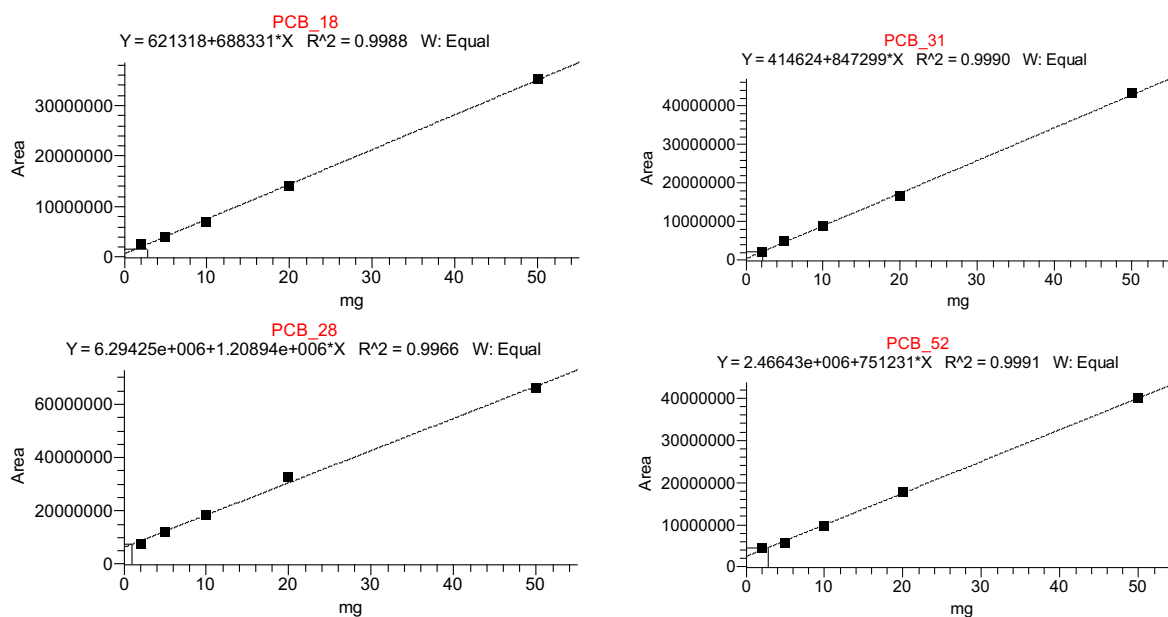 PCB_18
Y = 621318+688331*X R^2 = 0.9988 W: Equal
30000000
20000000
10000000
0
Area
0 10 20 30 40 50
mg
PCB_31
Y = 414624+847299*X R^2 = 0.9990 W: Equal
40000000
30000000
20000000
10000000
0
Area
0 10 20 30 40 50
mg
PCB_28
Y = 6.29425e+006+1.20894e+006*X R^2 = 0.9966 W: Equal
60000000
40000000
20000000
0
Area
0 10 20 30 40 50
mg
PCB_52
Y = 2.46643e+006+751231*X R^2 = 0.9991 W: Equal
40000000
30000000
20000000
10000000
0
Area
0 10 20 30 40 50
mg